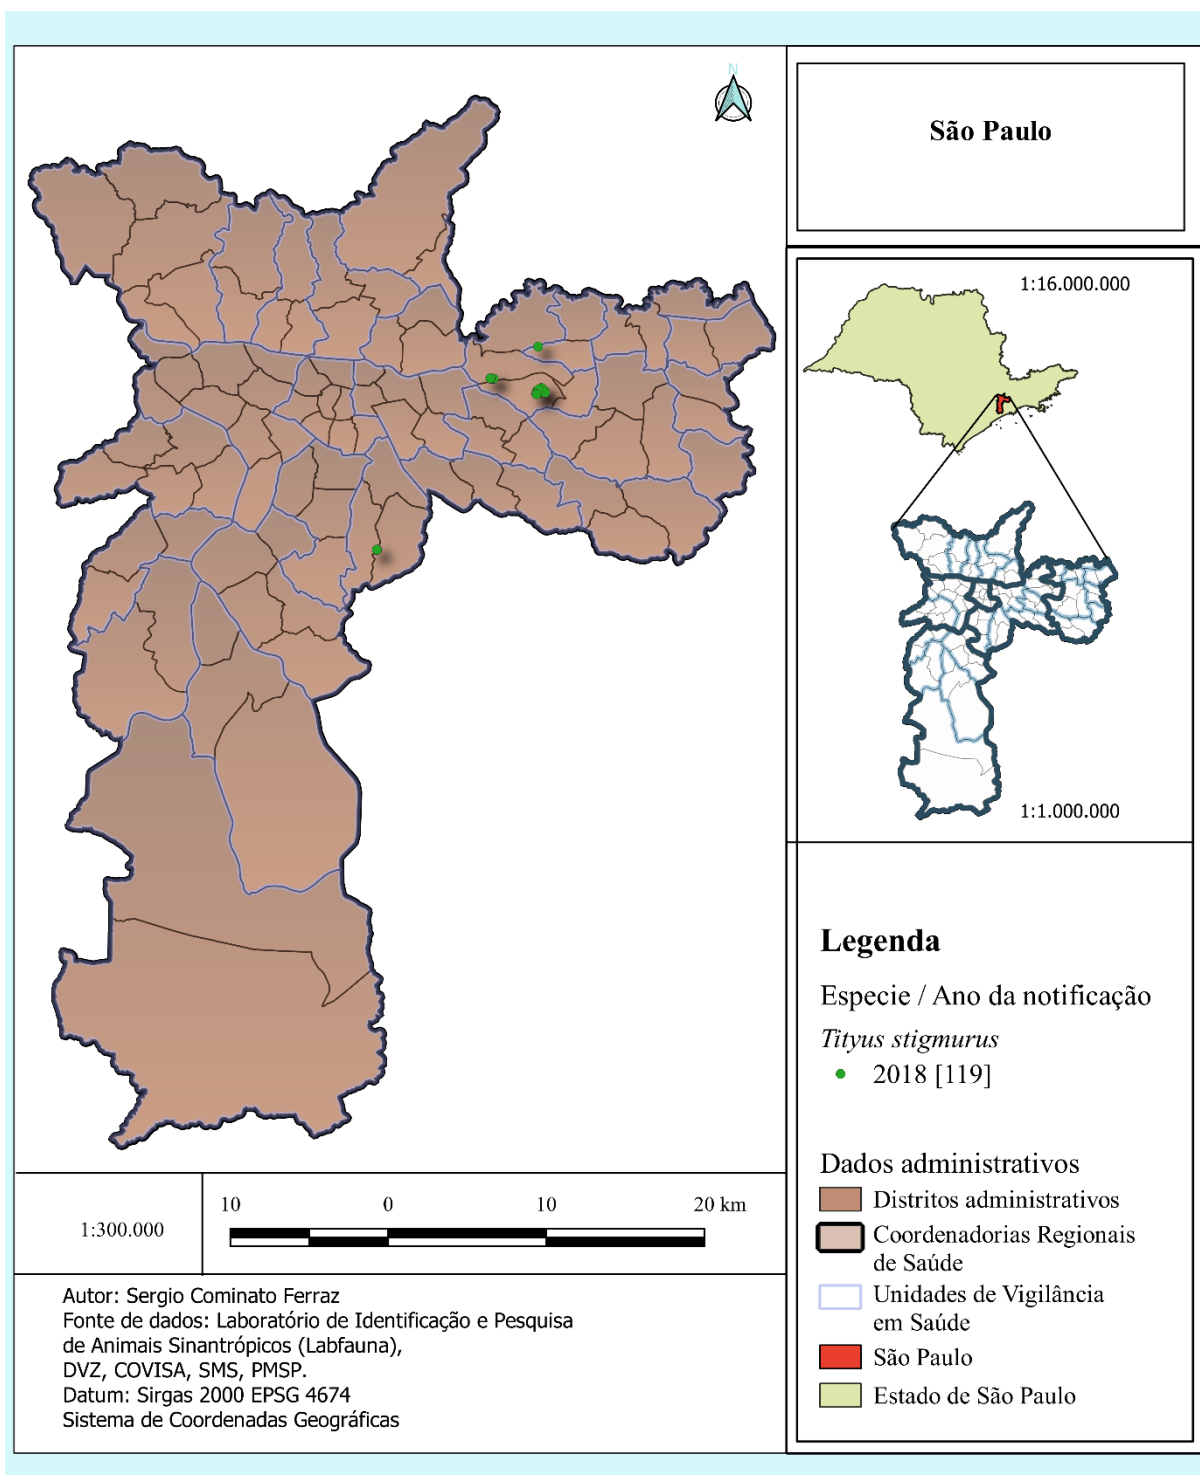 N
São Paulo
1:16.000.000
1:1.000.000
Legenda
Especie / Ano da notificação
Tityus stigmurus
2018 [119]
Dados administrativos
Distritos administrativos
Coordenadorias Regionais
de Saúde
Unidades de Vigilância
em Saúde
São Paulo
Estado de São Paulo
1:300.000
10 0 10 20 km
Autor: Sergio Cominato Ferraz
Fonte de dados: Laboratório de Identificação e Pesquisa
de Animais Sinantrópicos (Labfauna),
DVZ, COVISA, SMS, PMSP.
Datum: Sirgas 2000 EPSG 4674
Sistema de Coordenadas Geográficas